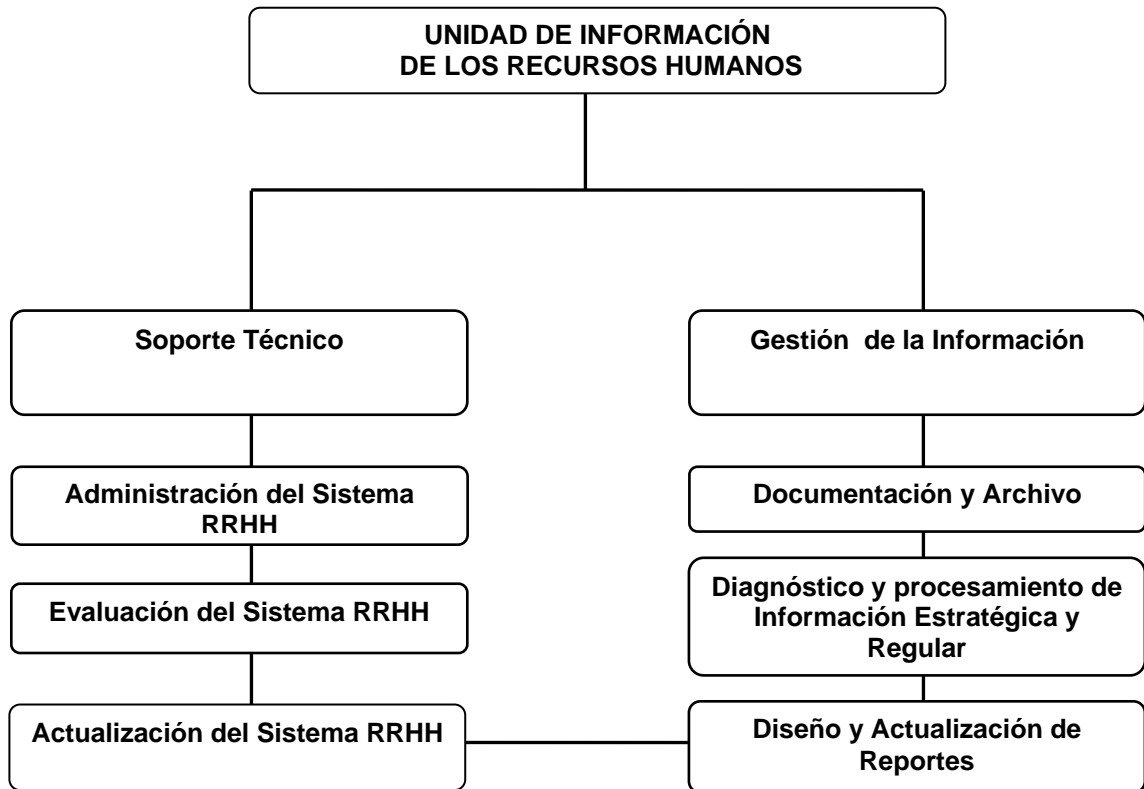 UNIDAD DE INFORMACIÓN
DE LOS RECURSOS HUMANOS
Soporte Técnico
Gestión de la Información
Administración del Sistema
RRHH
Documentación y Archivo
Evaluación del Sistema RRHH
Diagnóstico y procesamiento de
Información Estratégica y
Regular
Actualización del Sistema RRHH
Diseño y Actualización de
Reportes